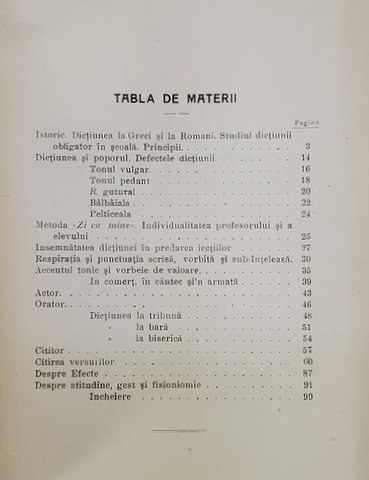 TABLA DE MATERII
Pagina
Istoric. Dicțiunea la Greci și la Romani. Studiul dicțiunii
obligator în școală. Principii. . . . . . . . . . . . 3
Dicțiunea și poporul. Defectele dicțiunii . . . . . . . . 14
Tonul vulgar. . . . . . . . . . . . . . . . 16
Tonul pedant . . . . . . . . . . . . . . . 18
R. gutural . . . . . . . . . . . . . . . . 20
Bâlbâiala . . . . . . . . . . . . . . . . 22
Pelticeala . . . . . . . . . . . . . . . . 24
Metoda «Zi ca mine». Individualitatea profesorului și a
elevului . . . . . . . . . . . . . . . . . . 25
Insemnătatea dicțiunei în predarea lecțiilor . . . . . . 27
Respirația și punctuația scrisă, vorbită și sub-înțeleasă. 30
Accentul tonic și vorbele de valoare. . . . . . . . . . 35
In comerț, în cântec și'n armată . . . . . . 39
Actor. . . . . . . . . . . . . . . . . . . . . 43
Orator. . . . . . . . . . . . . . . . . . . . . 46
Dicțiunea la tribună . . . . . . . . . . . 48
» la bară . . . . . . . . . . . . . 51
» la biserică . . . . . . . . . . . 54
Cititor . . . . . . . . . . . . . . . . . . . . 57
Citirea versurilor. . . . . . . . . . . . . . . . 60
Despre Efecte . . . . . . . . . . . . . . . . . 87
Despre atitudine, gest și fisionomie . . . . . . . . . 91
Incheiere . . . . . . . . . . . . . . . . 99